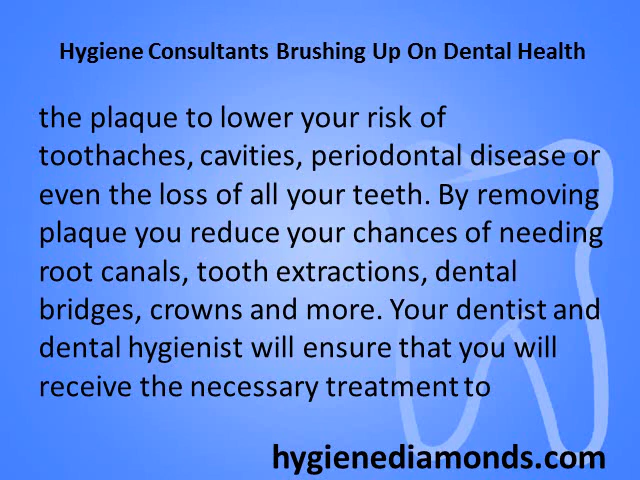 Hygiene Consultants Brushing Up On Dental Health
the plaque to lower your risk of
toothaches, cavities, periodontal disease or
even the loss of all your teeth. By removing
plaque you reduce your chances of needing
root canals, tooth extractions, dental
bridges, crowns and more. Your dentist and
dental hygienist will ensure that you will
receive the necessary treatment to
hygienediamonds.com